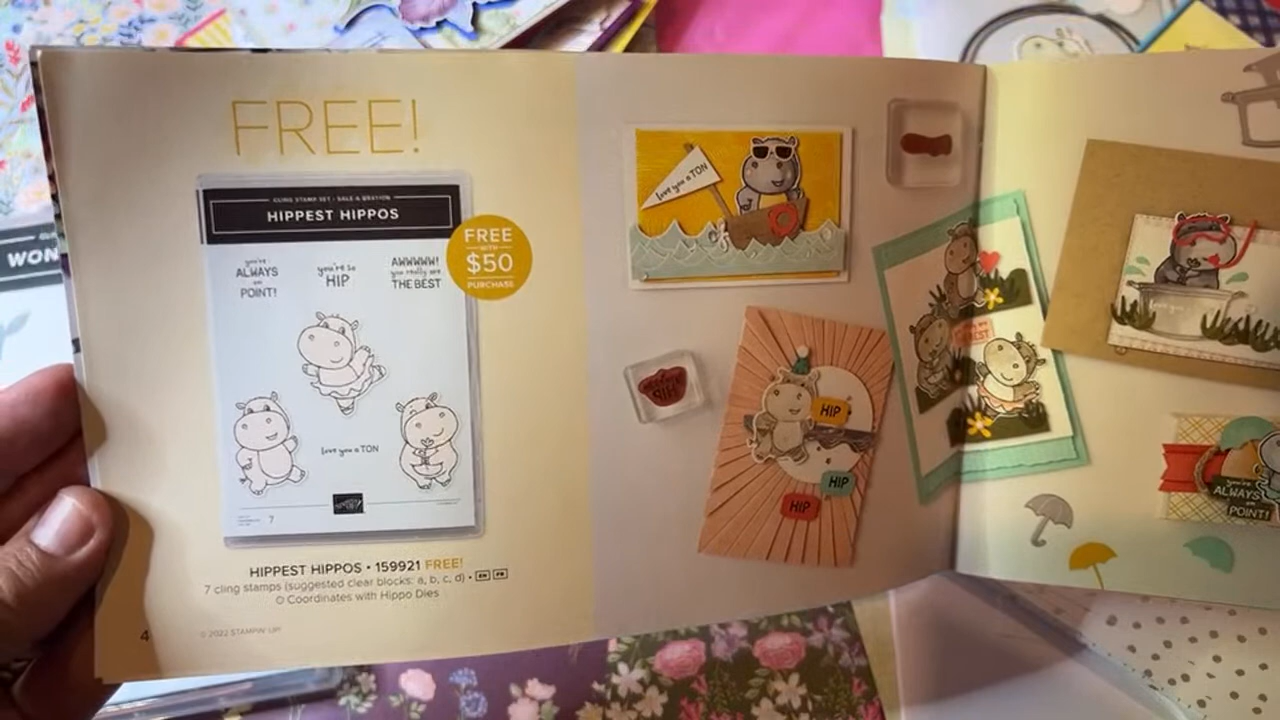 FREE!
CLING STAMP SET • SALE-A-BRATION
HIPPEST HIPPOS
FREE
WITH
$50
PURCHASE
you're
ALWAYS
on
POINT!
you're so
HIP
AWWWW!
you really are
THE BEST
love you a TON
7
HIPPEST HIPPOS • 159921 FREE!
7 cling stamps (suggested clear blocks: a, b, c, d) • EN FR
© Coordinates with Hippo Dies
4
© 2022 STAMPIN' UP!
WON
love you a TON
HIP
HIP
HIP
you're
ALWAYS
on
POINT!